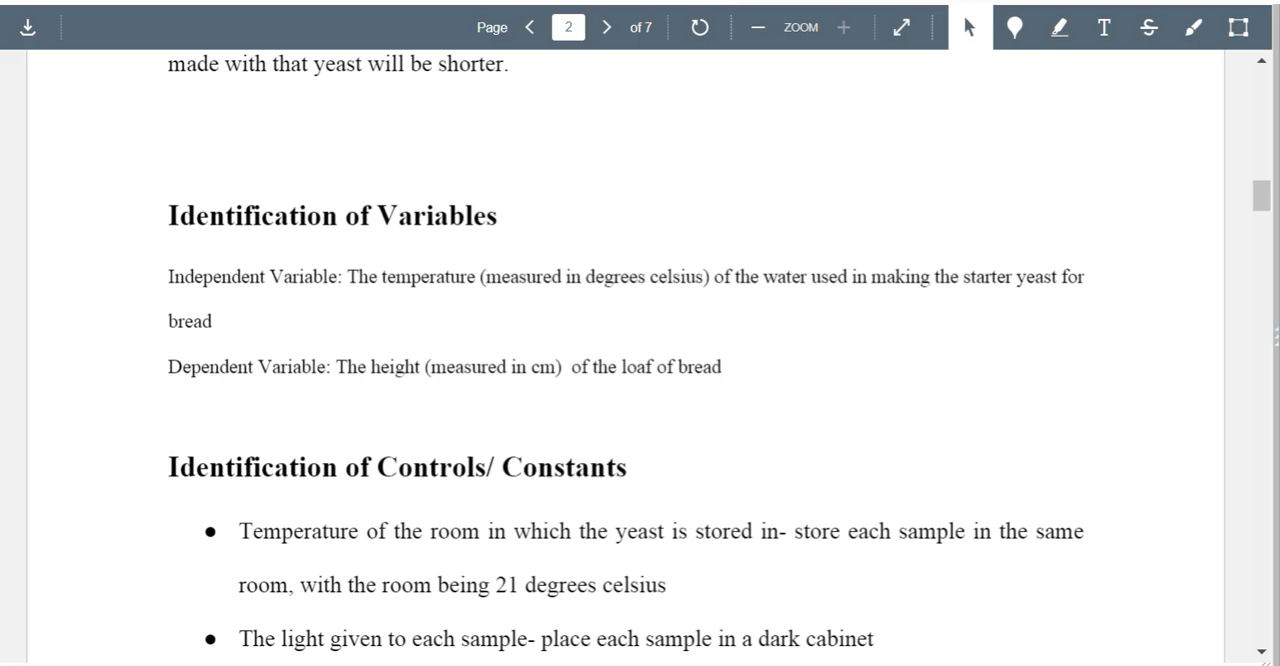 Page 2 of 7 ZOOM T S
made with that yeast will be shorter.
Identification of Variables
Independent Variable: The temperature (measured in degrees celsius) of the water used in making the starter yeast for
bread
Dependent Variable: The height (measured in cm)  of the loaf of bread
Identification of Controls/ Constants
● Temperature of the room in which the yeast is stored in- store each sample in the same
room, with the room being 21 degrees celsius
● The light given to each sample- place each sample in a dark cabinet